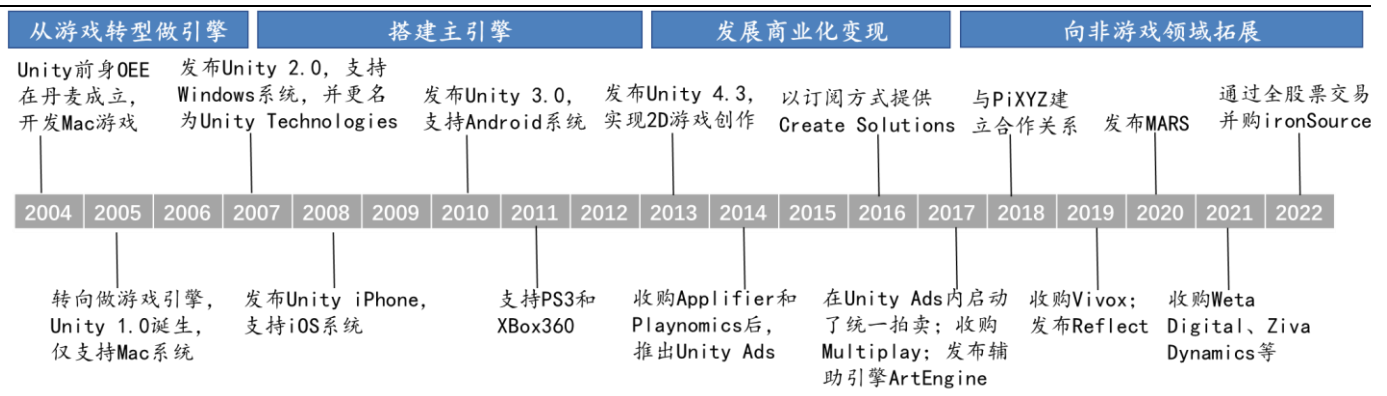 从游戏转型做引擎
搭建主引擎
发展商业化变现
向非游戏领域拓展
Unity前身OEE
在丹麦成立，
开发Mac游戏
发布Unity 2.0，支持
Windows系统，并更名
为Unity Technologies
发布Unity 3.0，
支持Android系统
发布Unity 4.3，
实现2D游戏创作
以订阅方式提供
Create Solutions
与PiXYZ建
立合作关系
发布MARS
通过全股票交易
并购ironSource
2004 2005 2006 2007 2008 2009 2010 2011 2012 2013 2014 2015 2016 2017 2018 2019 2020 2021 2022
转向做游戏引擎，
Unity 1.0诞生，
仅支持Mac系统
发布Unity iPhone，
支持iOS系统
支持PS3和
XBox360
收购Applifier和
Playnomics后，
推出Unity Ads
在Unity Ads内启动
了统一拍卖；收购
Multiplay；发布辅
助引擎ArtEngine
收购Vivox；
发布Reflect
收购Weta
Digital、Ziva
Dynamics等